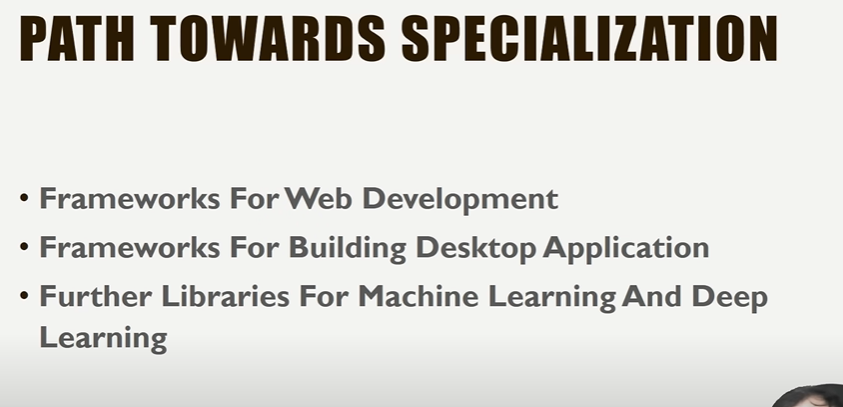 PATH TOWARDS SPECIALIZATION
• Frameworks For Web Development
• Frameworks For Building Desktop Application
• Further Libraries For Machine Learning And Deep
Learning